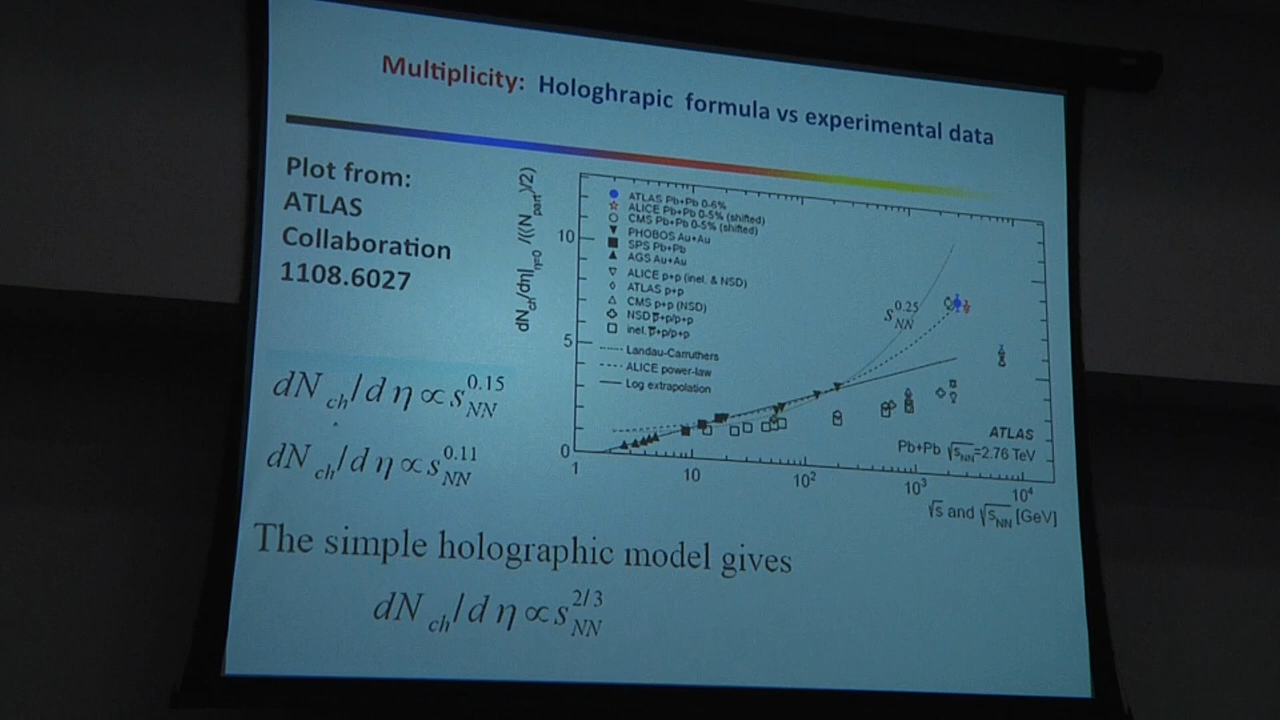 Multiplicity: Hologhrapic formula vs experimental data
Plot from:
ATLAS
Collaboration
1108.6027
dN_ch/dη ∝ s_NN^0.15
dN_ch/dη ∝ s_NN^0.11
dN_ch/dη|_η=0 /(⟨N_part⟩/2)
10
5
0
ATLAS Pb+Pb 0-6%
ALICE Pb+Pb 0-5% (shifted)
CMS Pb+Pb 0-5% (shifted)
PHOBOS Au+Au
SPS Pb+Pb
AGS Au+Au
ALICE p+p (inel. & NSD)
ATLAS p+p
CMS p+p (NSD)
NSD p̅+p/p+p
inel. p̅+p/p+p
Landau-Carruthers
ALICE power-law
Log extrapolation
s_NN^0.25
ATLAS
Pb+Pb √s_NN=2.76 TeV
1 10 10² 10³ 10⁴
√s and √s_NN [GeV]
The simple holographic model gives
dN_ch/dη ∝ s_NN^2/3